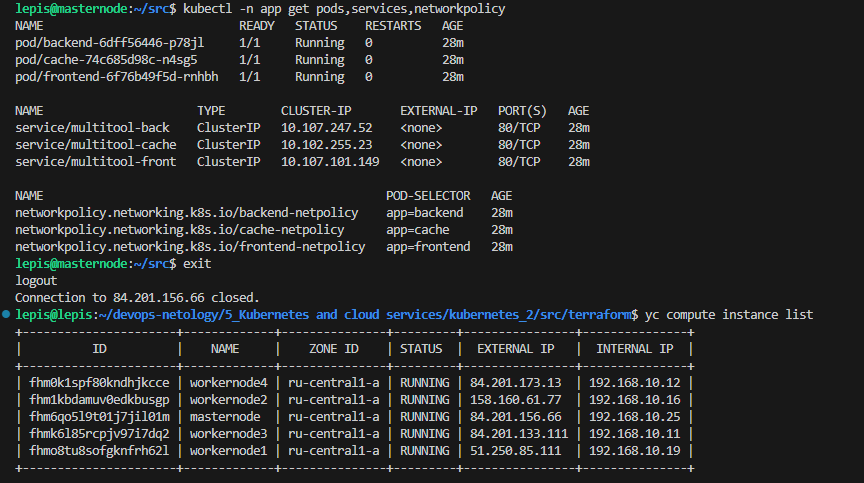 lepis@masternode:~/src$ kubectl -n app get pods,services,networkpolicy
NAME                            READY   STATUS    RESTARTS   AGE
pod/backend-6dff56446-p78jl     1/1     Running   0          28m
pod/cache-74c685d98c-n4sg5      1/1     Running   0          28m
pod/frontend-6f76b49f5d-rnhbh   1/1     Running   0          28m
NAME                      TYPE        CLUSTER-IP       EXTERNAL-IP   PORT(S)   AGE
service/multitool-back    ClusterIP   10.107.247.52    <none>        80/TCP    28m
service/multitool-cache   ClusterIP   10.102.255.23    <none>        80/TCP    28m
service/multitool-front   ClusterIP   10.107.101.149   <none>        80/TCP    28m
NAME                                                 POD-SELECTOR   AGE
networkpolicy.networking.k8s.io/backend-netpolicy    app=backend    28m
networkpolicy.networking.k8s.io/cache-netpolicy      app=cache      28m
networkpolicy.networking.k8s.io/frontend-netpolicy   app=frontend   28m
lepis@masternode:~/src$ exit
logout
Connection to 84.201.156.66 closed.
lepis@lepis:~/devops-netology/5_Kubernetes and cloud services/kubernetes_2/src/terraform$ yc compute instance list
+----------------------+-------------+---------------+---------+----------------+---------------+
|          ID          |    NAME     |    ZONE ID    | STATUS  |  EXTERNAL IP   |  INTERNAL IP  |
+----------------------+-------------+---------------+---------+----------------+---------------+
| fhm0k1spf80kndhjkcce | workernode4 | ru-central1-a | RUNNING | 84.201.173.13  | 192.168.10.12 |
| fhm1kbdamuv0edkbusgp | workernode2 | ru-central1-a | RUNNING | 158.160.61.77  | 192.168.10.16 |
| fhm6qo5l9t01j7jil01m | masternode  | ru-central1-a | RUNNING | 84.201.156.66  | 192.168.10.25 |
| fhmk6l85rcpjv97i7dq2 | workernode3 | ru-central1-a | RUNNING | 84.201.133.111 | 192.168.10.11 |
| fhmo8tu8sofgknfrh62l | workernode1 | ru-central1-a | RUNNING | 51.250.85.111  | 192.168.10.19 |
+----------------------+-------------+---------------+---------+----------------+---------------+